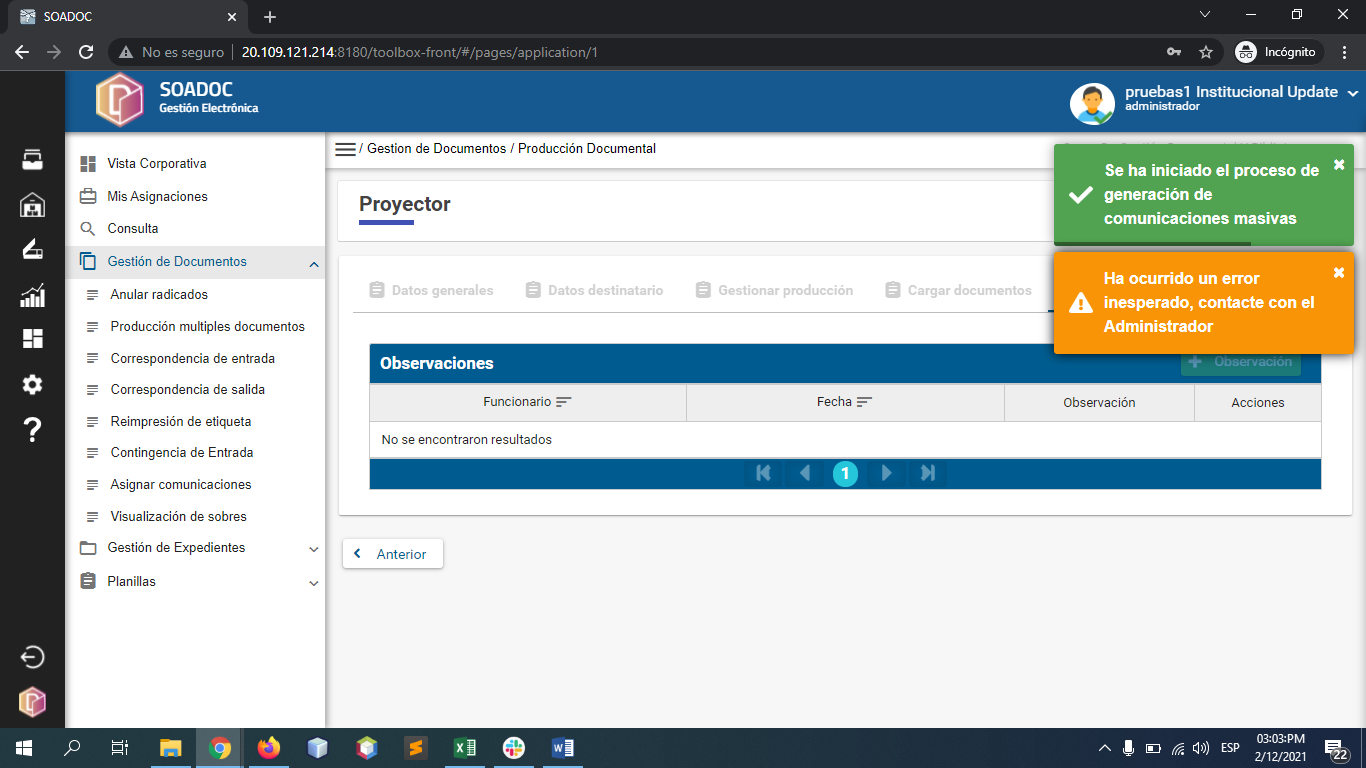 SOADOC
No es seguro
20.109.121.214:8180/toolbox-front/#/pages/application/1
Incógnito
SOADOC
Gestión Electrónica
pruebas1 Institucional Update
administrador
Vista Corporativa
Mis Asignaciones
Consulta
Gestión de Documentos
Anular radicados
Producción multiples documentos
Correspondencia de entrada
Correspondencia de salida
Reimpresión de etiqueta
Contingencia de Entrada
Asignar comunicaciones
Visualización de sobres
Gestión de Expedientes
Planillas
/ Gestion de Documentos / Producción Documental
Proyector
Se ha iniciado el proceso de
generación de
comunicaciones masivas
Ha ocurrido un error
inesperado, contacte con el
Administrador
Datos generales
Datos destinatario
Gestionar producción
Cargar documentos
Observaciones
Observación
Funcionario
Fecha
Observación
Acciones
No se encontraron resultados
1
Anterior
ESP
03:03:PM
2/12/2021
22